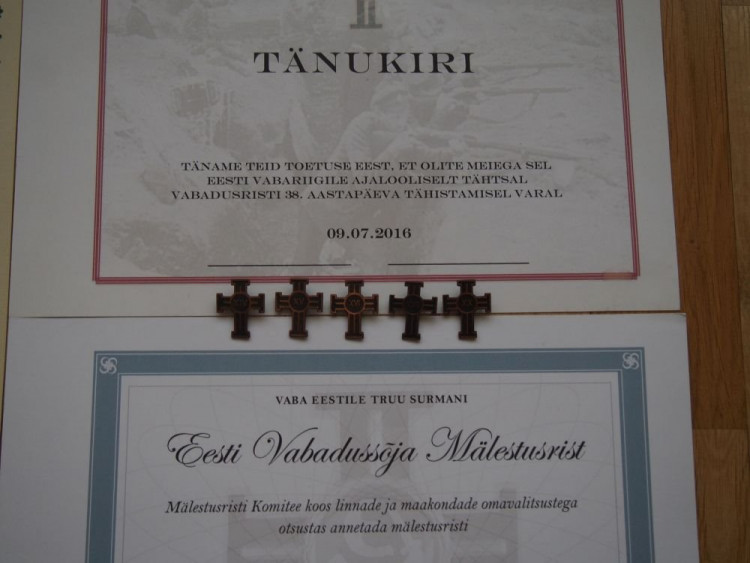 TÄNUKIRI
TÄNAME TEID TOETUSE EEST, ET OLITE MEIEGA SEL
EESTI VABARIIGILE AJALOOLISELT TÄHTSAL
VABADUSRISTI 38. AASTAPÄEVA TÄHISTAMISEL VARAL
09.07.2016
VABA EESTILE TRUU SURMANI
Eesti Vabadussõja Mälestusrist
Mälestusristi Komitee koos linnade ja maakondade omavalitsustega
otsustas annetada mälestusristi